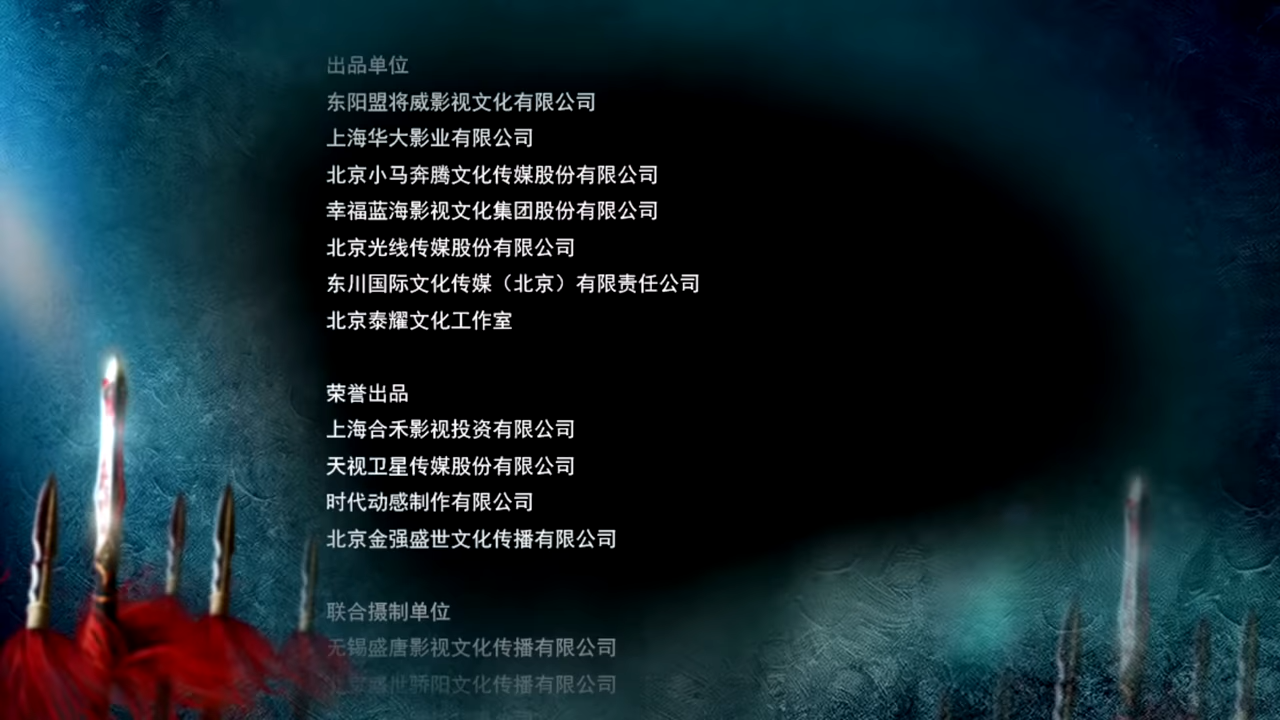 出品单位
东阳盟将威影视文化有限公司
上海华大影业有限公司
北京小马奔腾文化传媒股份有限公司
幸福蓝海影视文化集团股份有限公司
北京光线传媒股份有限公司
东川国际文化传媒（北京）有限责任公司
北京泰耀文化工作室
荣誉出品
上海合禾影视投资有限公司
天视卫星传媒股份有限公司
时代动感制作有限公司
北京金强盛世文化传播有限公司
联合摄制单位
无锡盛唐影视文化传播有限公司
北京盛世骄阳文化传播有限公司